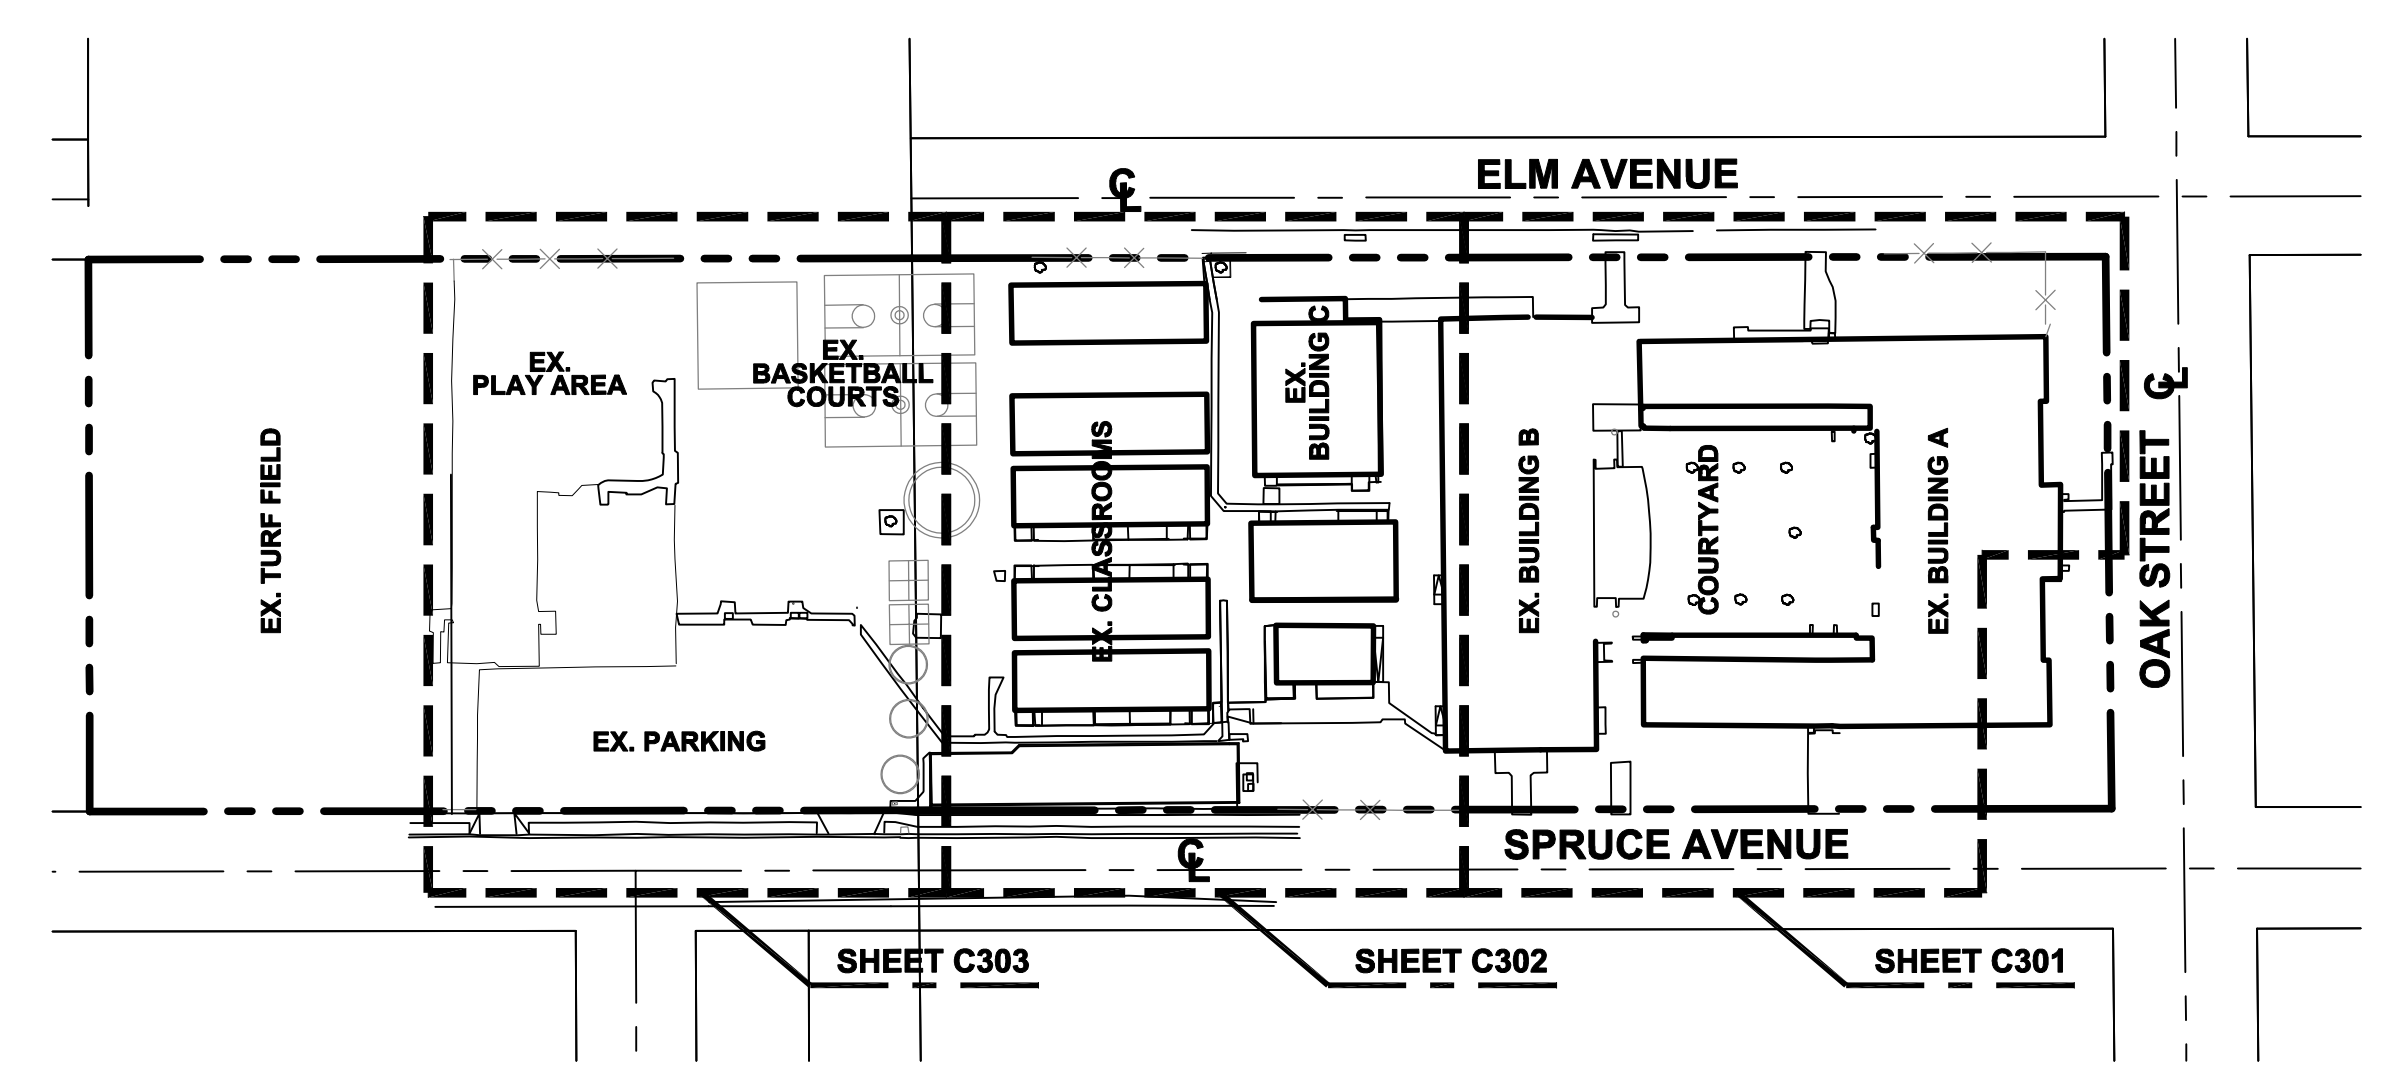 ℄
ELM AVENUE
EX.
PLAY AREA
EX.
BASKETBALL
COURTS
EX. TURF FIELD
EX. PARKING
EX. CLASSROOMS
EX.
BUILDING C
EX. BUILDING B
COURTYARD
EX. BUILDING A
OAK STREET
℄
℄
SPRUCE AVENUE
SHEET C303
SHEET C302
SHEET C301